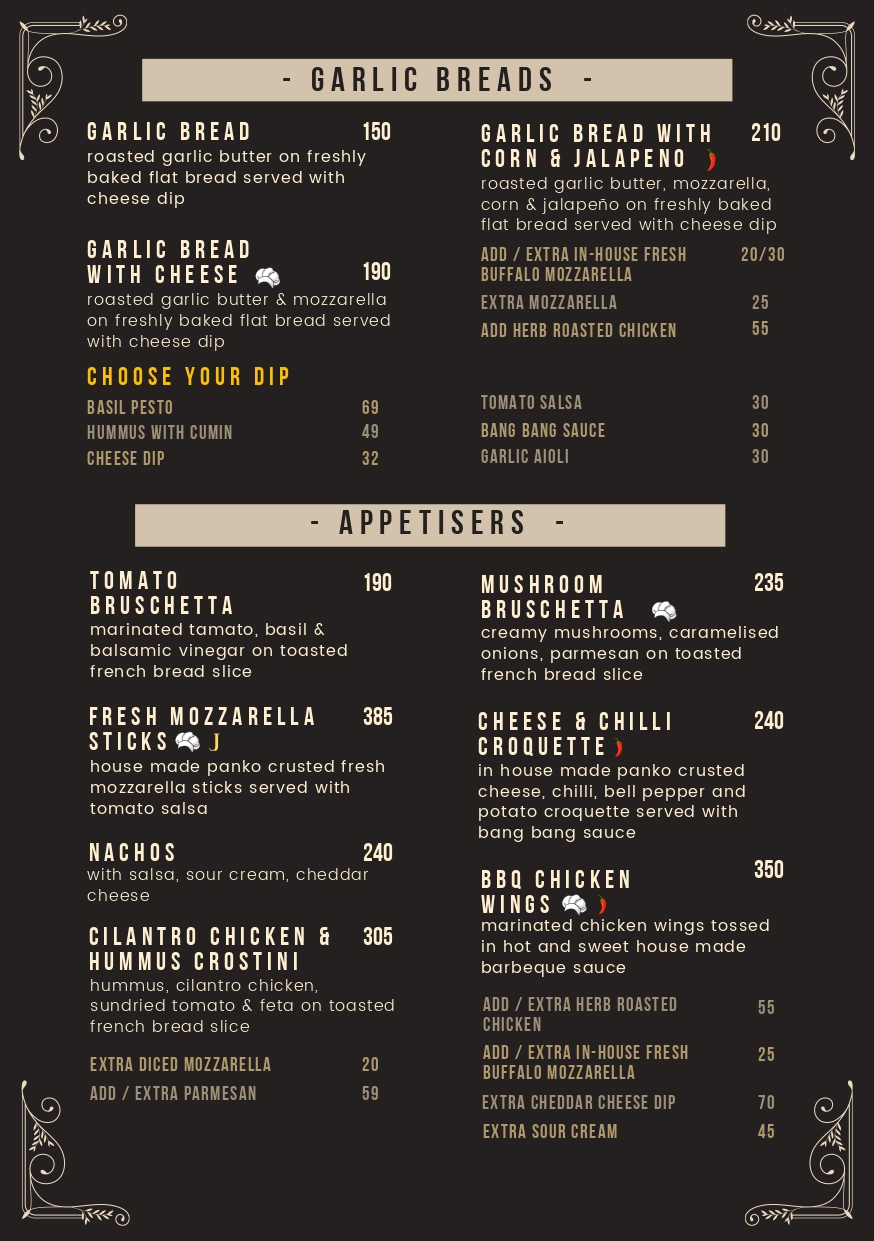 - GARLIC BREADS -
GARLIC BREAD 150
roasted garlic butter on freshly
baked flat bread served with
cheese dip
GARLIC BREAD
WITH CHEESE 190
roasted garlic butter & mozzarella
on freshly baked flat bread served
with cheese dip
GARLIC BREAD WITH 210
CORN & JALAPENO
roasted garlic butter, mozzarella,
corn & jalapeño on freshly baked
flat bread served with cheese dip
ADD / EXTRA IN-HOUSE FRESH 20/30
BUFFALO MOZZARELLA
EXTRA MOZZARELLA 25
ADD HERB ROASTED CHICKEN 55
CHOOSE YOUR DIP
BASIL PESTO 69
HUMMUS WITH CUMIN 49
CHEESE DIP 32
TOMATO SALSA 30
BANG BANG SAUCE 30
GARLIC AIOLI 30
- APPETISERS -
TOMATO 190
BRUSCHETTA
marinated tamato, basil &
balsamic vinegar on toasted
french bread slice
FRESH MOZZARELLA 385
STICKS J
house made panko crusted fresh
mozzarella sticks served with
tomato salsa
NACHOS 240
with salsa, sour cream, cheddar
cheese
CILANTRO CHICKEN & 305
HUMMUS CROSTINI
hummus, cilantro chicken,
sundried tomato & feta on toasted
french bread slice
EXTRA DICED MOZZARELLA 20
ADD / EXTRA PARMESAN 59
MUSHROOM 235
BRUSCHETTA
creamy mushrooms, caramelised
onions, parmesan on toasted
french bread slice
CHEESE & CHILLI 240
CROQUETTE
in house made panko crusted
cheese, chilli, bell pepper and
potato croquette served with
bang bang sauce
BBQ CHICKEN 350
WINGS
marinated chicken wings tossed
in hot and sweet house made
barbeque sauce
ADD / EXTRA HERB ROASTED 55
CHICKEN
ADD / EXTRA IN-HOUSE FRESH 25
BUFFALO MOZZARELLA
EXTRA CHEDDAR CHEESE DIP 70
EXTRA SOUR CREAM 45